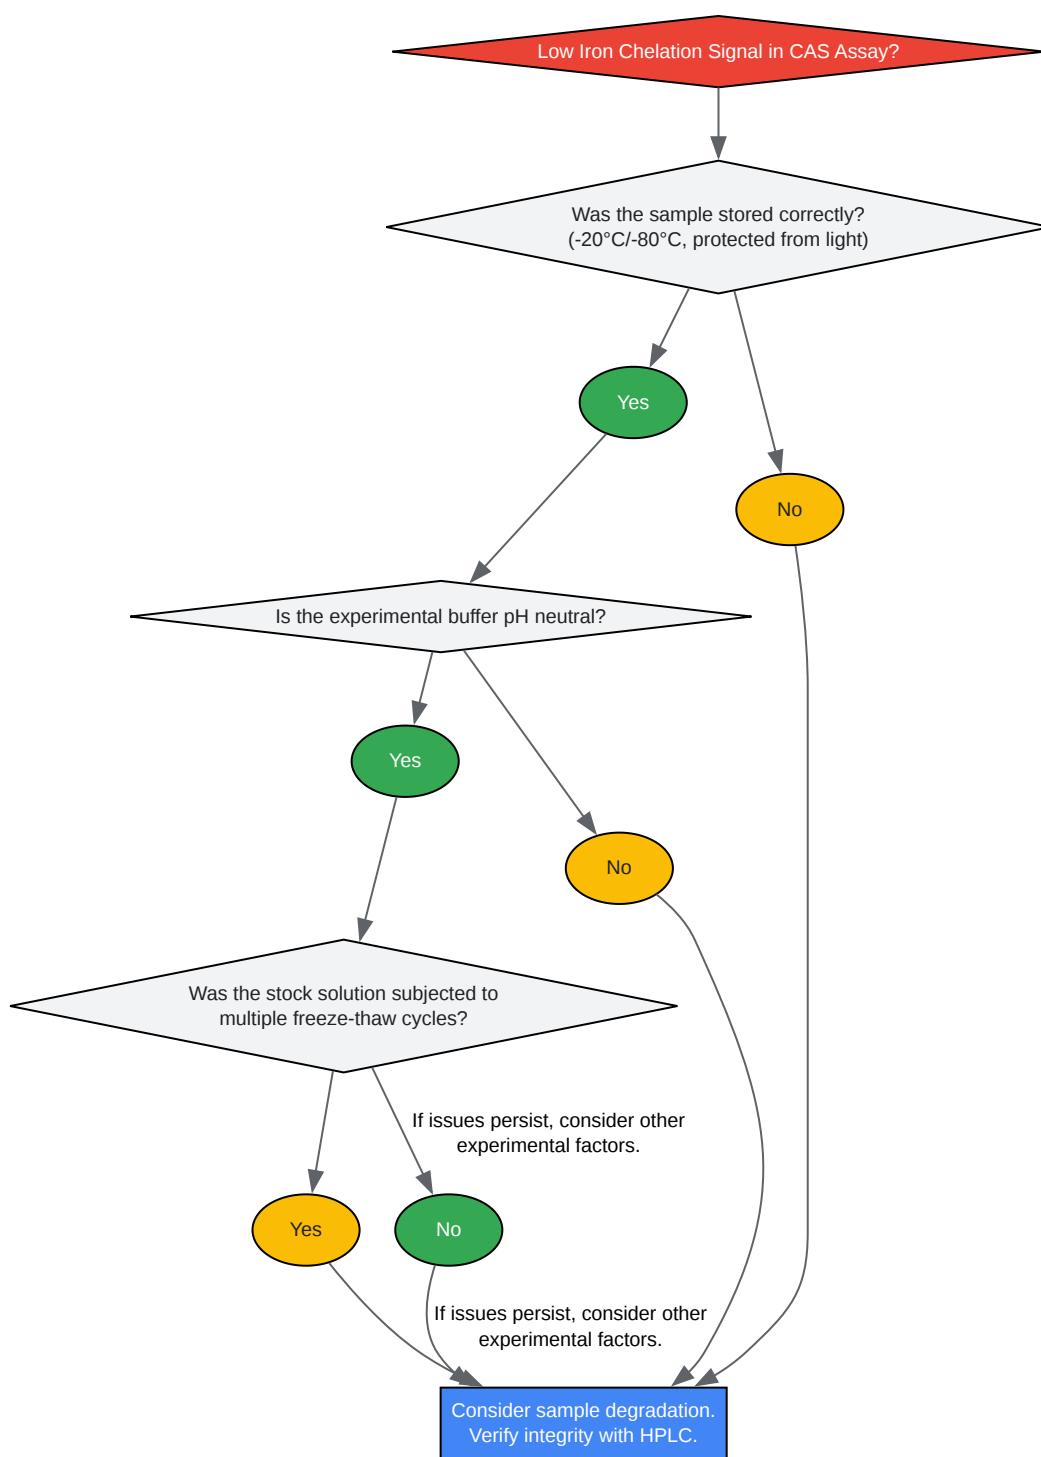 Low Iron Chelation Signal in CAS Assay?
Was the sample stored correctly?
(-20°C/-80°C, protected from light)
Yes
No
Is the experimental buffer pH neutral?
Yes
No
Was the stock solution subjected to
multiple freeze-thaw cycles?
If issues persist, consider other
experimental factors.
Yes
No
If issues persist, consider other
experimental factors.
Consider sample degradation.
Verify integrity with HPLC.